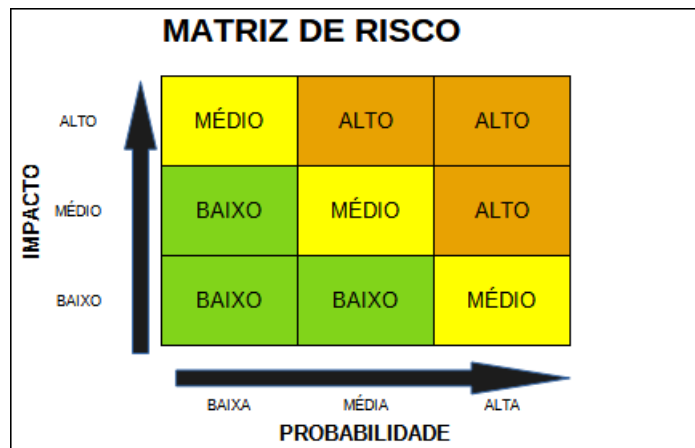 MATRIZ DE RISCO
ALTO MÉDIO ALTO ALTO
IMPACTO
MÉDIO BAIXO MÉDIO ALTO
BAIXO BAIXO BAIXO MÉDIO
BAIXA MÉDIA ALTA
PROBABILIDADE